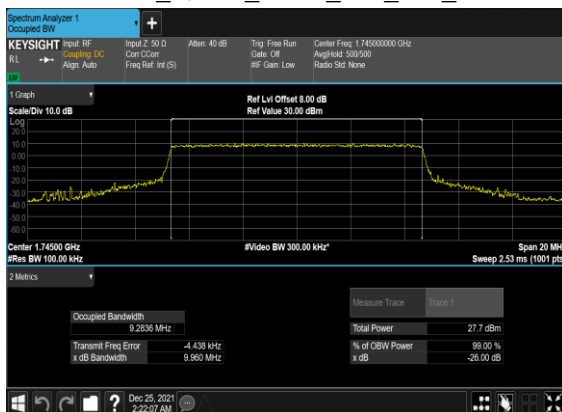 Spectrum Analyzer 1
Occupied BW
+
KEYSIGHT
RL
Input: RF
Coupling: DC
Align: Auto
Input Z: 50 Ω
Corr CCorr
Freq Ref: Int (S)
Atten: 40 dB
Trig: Free Run
Gate: Off
#IF Gain: Low
Center Freq: 1.745000000 GHz
Avg|Hold: 500/500
Radio Std: None
1 Graph
Scale/Div 10.0 dB
Ref Lvl Offset 8.00 dB
Ref Value 30.00 dBm
Log
20.0
10.0
0.00
-10.0
-20.0
-30.0
-40.0
-50.0
-60.0
Center 1.74500 GHz
#Res BW 100.00 kHz
#Video BW 300.00 kHz*
Span 20 MH
Sweep 2.53 ms (1001 pts
2 Metrics
Measure Trace Trace 1
Occupied Bandwidth
9.2836 MHz
Total Power 27.7 dBm
Transmit Freq Error -4.438 kHz
% of OBW Power 99.00 %
x dB Bandwidth 9.960 MHz
x dB -26.00 dB
?
Dec 25, 2021
2:22:07 AM